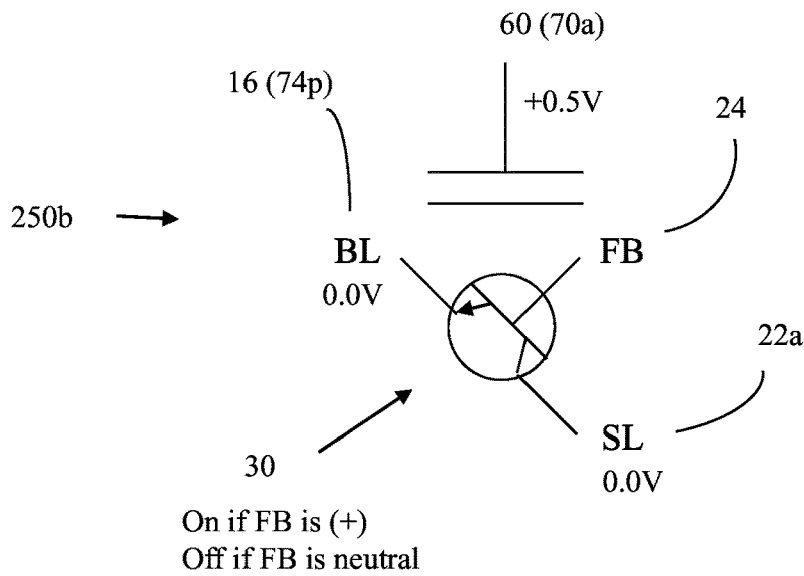 60 (70a)
16 (74p)
+0.5V
24
250b
BL
FB
0.0V
22a
SL
30
0.0V
On if FB is (+)
Off if FB is neutral